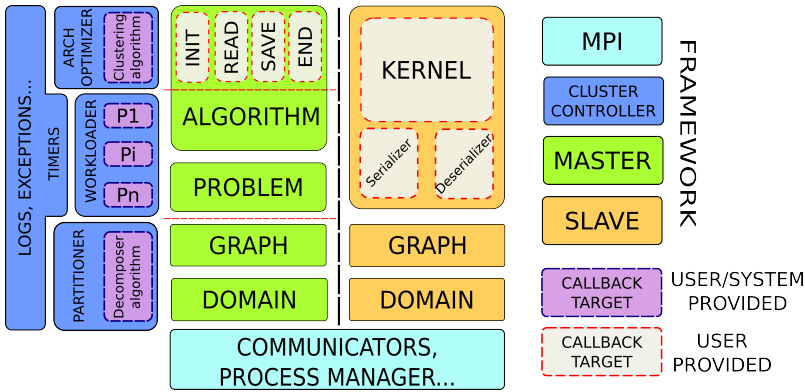 LOGS, EXCEPTIONS...
TIMERS
ARCH
OPTIMIZER
Clustering
algorithm
WORKLOADER
P1
Pi
Pn
PARTITIONER
Decomposer
algorithm
INIT
READ
SAVE
END
ALGORITHM
PROBLEM
GRAPH
DOMAIN
KERNEL
Serializer
Deserializer
GRAPH
DOMAIN
COMMUNICATORS,
PROCESS MANAGER...
MPI
CLUSTER
CONTROLLER
MASTER
SLAVE
FRAMEWORK
CALLBACK
TARGET
USER/SYSTEM
PROVIDED
CALLBACK
TARGET
USER
PROVIDED